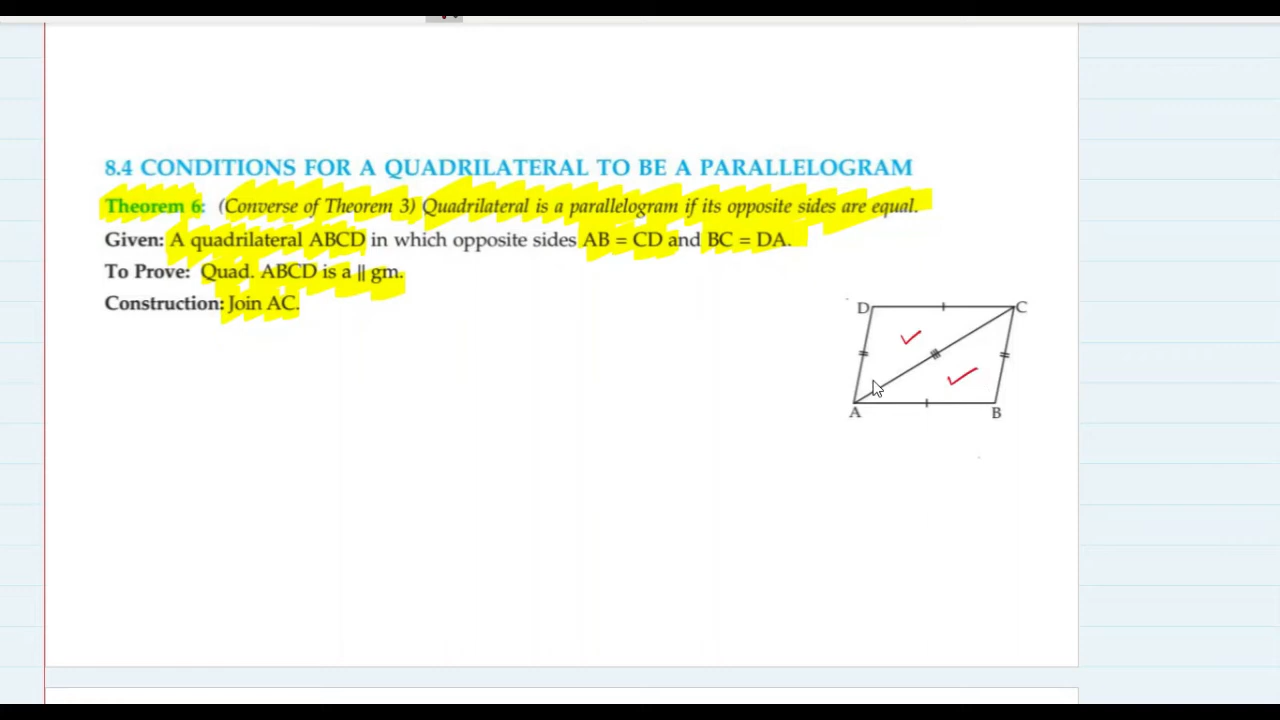 8.4 CONDITIONS FOR A QUADRILATERAL TO BE A PARALLELOGRAM
Theorem 6: (Converse of Theorem 3) Quadrilateral is a parallelogram if its opposite sides are equal.
Given: A quadrilateral ABCD in which opposite sides AB = CD and BC = DA.
To Prove: Quad. ABCD is a || gm.
Construction: Join AC.
D C
A B